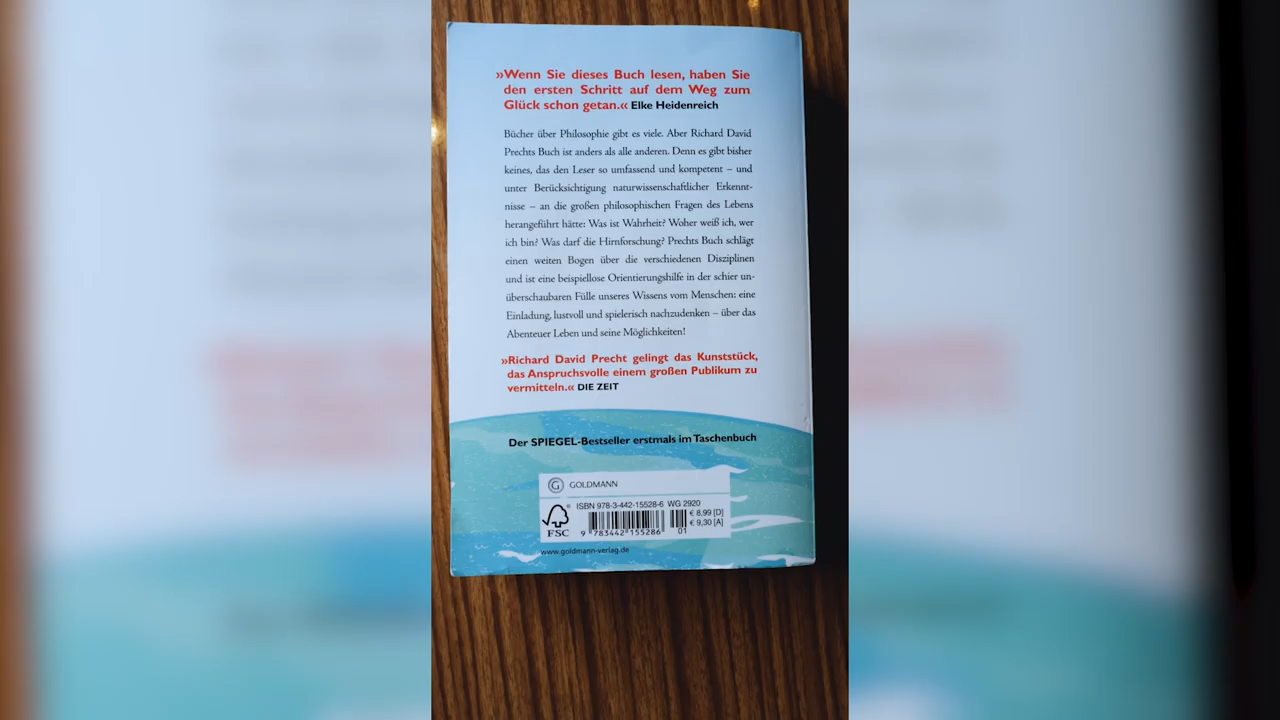 »Wenn Sie dieses Buch lesen, haben Sie
den ersten Schritt auf dem Weg zum
Glück schon getan.« Elke Heidenreich
Bücher über Philosophie gibt es viele. Aber Richard David
Prechts Buch ist anders als alle anderen. Denn es gibt bisher
keines, das den Leser so umfassend und kompetent – und
unter Berücksichtigung naturwissenschaftlicher Erkennt-
nisse – an die großen philosophischen Fragen des Lebens
herangeführt hätte: Was ist Wahrheit? Woher weiß ich, wer
ich bin? Was darf die Hirnforschung? Prechts Buch schlägt
einen weiten Bogen über die verschiedenen Disziplinen
und ist eine beispiellose Orientierungshilfe in der schier un-
überschaubaren Fülle unseres Wissens vom Menschen: eine
Einladung, lustvoll und spielerisch nachzudenken – über das
Abenteuer Leben und seine Möglichkeiten!
»Richard David Precht gelingt das Kunststück,
das Anspruchsvolle einem großen Publikum zu
vermitteln.« DIE ZEIT
Der SPIEGEL-Bestseller erstmals im Taschenbuch
G GOLDMANN
ISBN 978-3-442-15528-6 WG 2920
€ 8,99 [D]
€ 9,30 [A]
FSC ®
9 783442 155286 01
www.goldmann-verlag.de